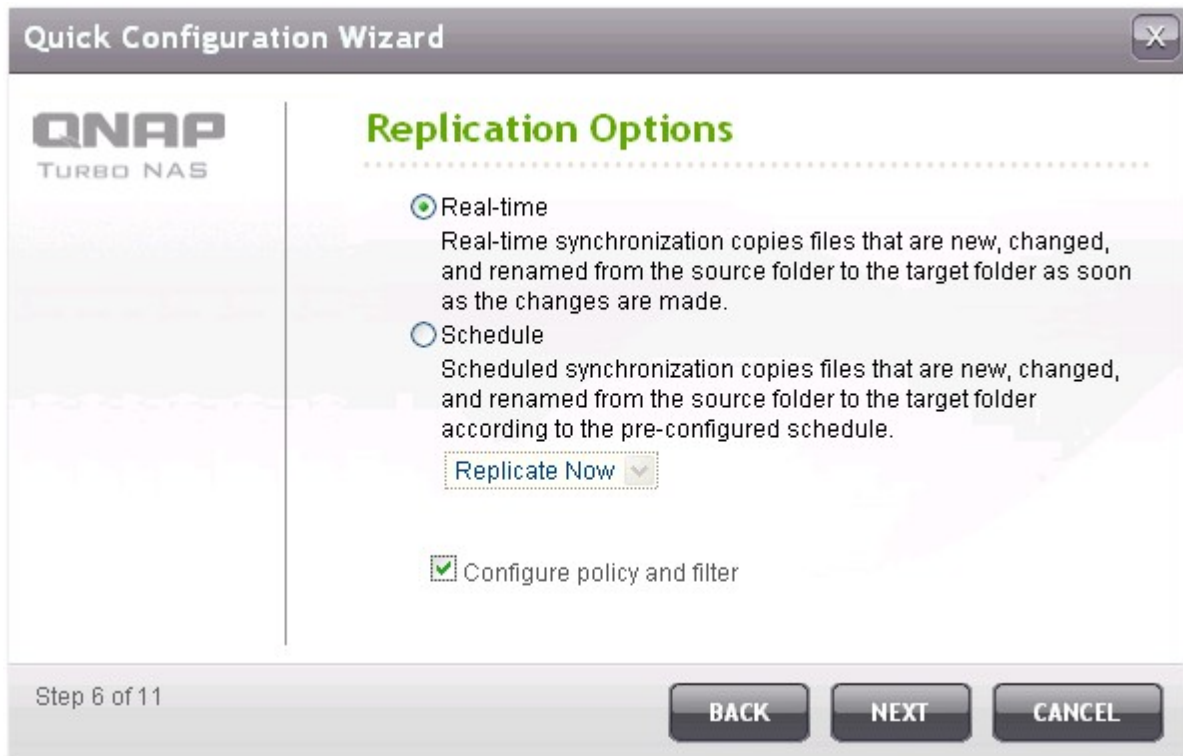 Quick Configuration Wizard
X
QNAP
TURBO NAS
Replication Options
Real-time
Real-time synchronization copies files that are new, changed,
and renamed from the source folder to the target folder as soon
as the changes are made.
Schedule
Scheduled synchronization copies files that are new, changed,
and renamed from the source folder to the target folder
according to the pre-configured schedule.
Replicate Now
Configure policy and filter
Step 6 of 11
BACK
NEXT
CANCEL